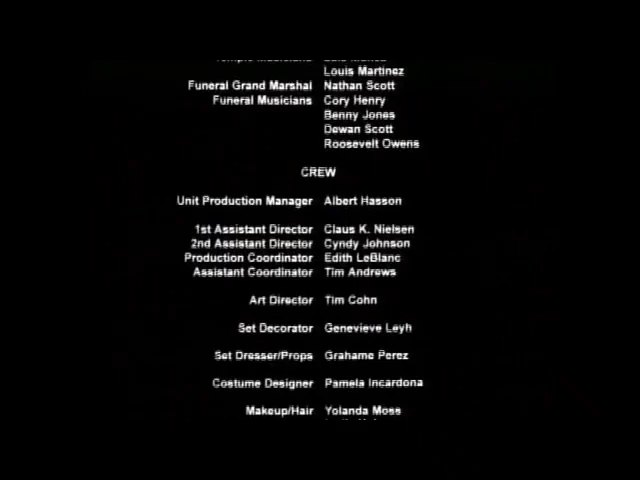 Louis Martinez
Funeral Grand Marshal Nathan Scott
Funeral Musicians Cory Henry
Benny Jones
Dewan Scott
Roosevelt Owens
CREW
Unit Production Manager Albert Hasson
1st Assistant Director Claus K. Nielsen
2nd Assistant Director Cyndy Johnson
Production Coordinator Edith LeBlanc
Assistant Coordinator Tim Andrews
Art Director Tim Cohn
Set Decorator Genevieve Leyh
Set Dresser/Props Grahame Perez
Costume Designer Pamela Incardona
Makeup/Hair Yolanda Moss